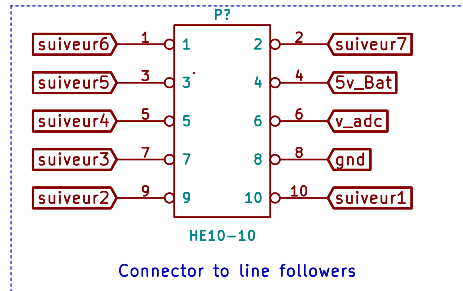 P?
suiveur6 1 1 2 2 suiveur7
suiveur5 3 3 4 4 5v_Bat
suiveur4 5 5 6 6 v_adc
suiveur3 7 7 8 8 gnd
suiveur2 9 9 10 10 suiveur1
HE10-10
Connector to line followers